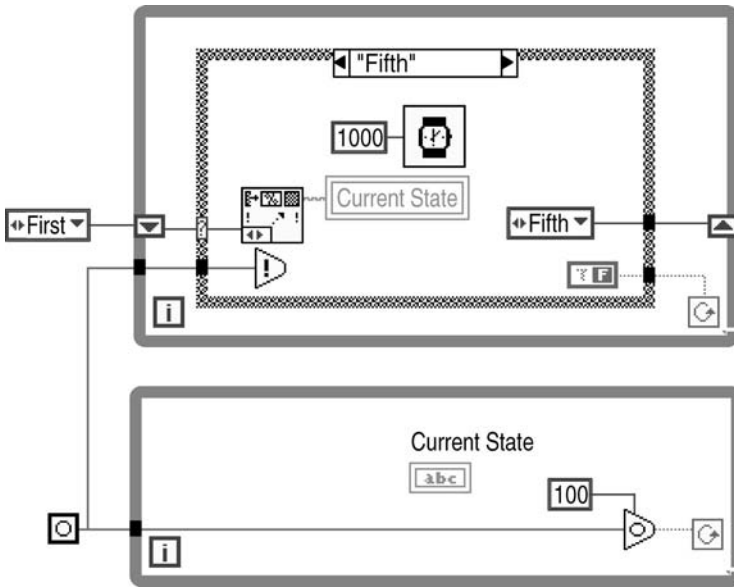 "Fifth"
1000
Current State
?
First
Fifth
!
F
i
Current State
abc
100
i